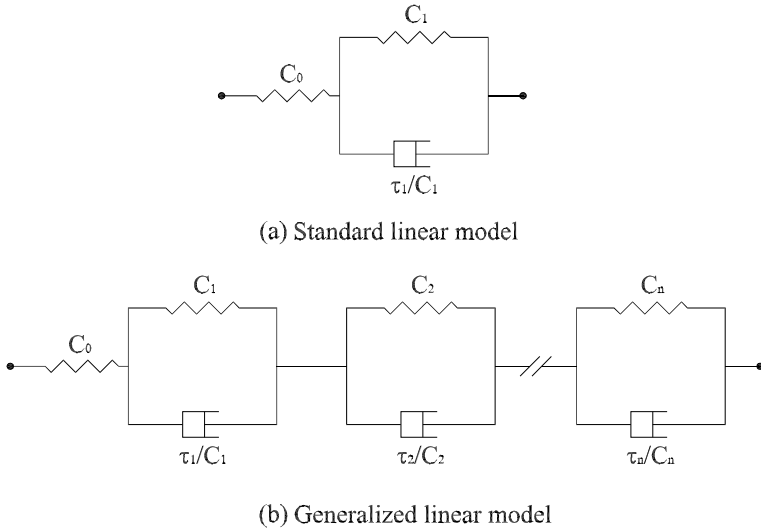 C₁
C₀
τ₁/C₁
(a) Standard linear model
C₁ C₂ Cₙ
C₀
τ₁/C₁ τ₂/C₂ τₙ/Cₙ
(b) Generalized linear model